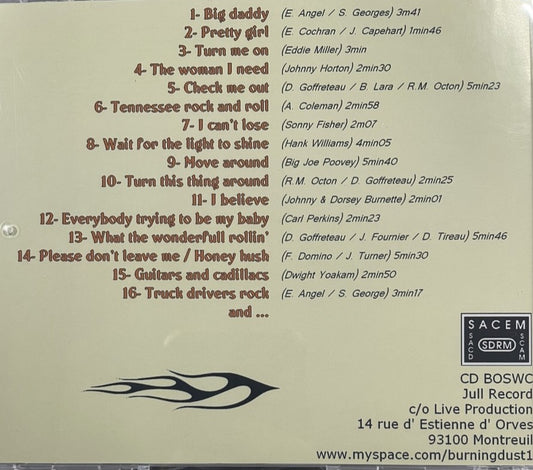 1- Big daddy (E. Angel / S. Georges) 3m41
2- Pretty girl (E. Cochran / J. Capehart) 1min46
3- Turn me on (Eddie Miller) 3min
4- The woman I need (Johnny Horton) 2min30
5- Check me out (D. Goffreteau / B. Lara / R.M. Octon) 5min23
6- Tennessee rock and roll (A. Coleman) 2min58
7- I can't lose (Sonny Fisher) 2m07
8- Wait for the light to shine (Hank Williams) 4min05
9- Move around (Big Joe Poovey) 5min40
10- Turn this thing around (R.M. Octon / D. Goffreteau) 2min25
11- I believe (Johnny & Dorsey Burnette) 2min01
12- Everybody trying to be my baby (Carl Perkins) 2min23
13- What the wonderfull rollin' (D. Goffreteau / J. Fournier / D. Tireau) 5min46
14- Please don't leave me / Honey hush (F. Domino / J. Turner) 5min30
15- Guitars and cadillacs (Dwight Yoakam) 2min50
16- Truck drivers rock (E. Angel / S. George) 3min17
and ...
SACEM
SACD
SDRM
SCAM
CD BOSWC
Jull Record
c/o Live Production
14 rue d' Estienne d' Orves
93100 Montreuil
www.myspace.com/burningdust1